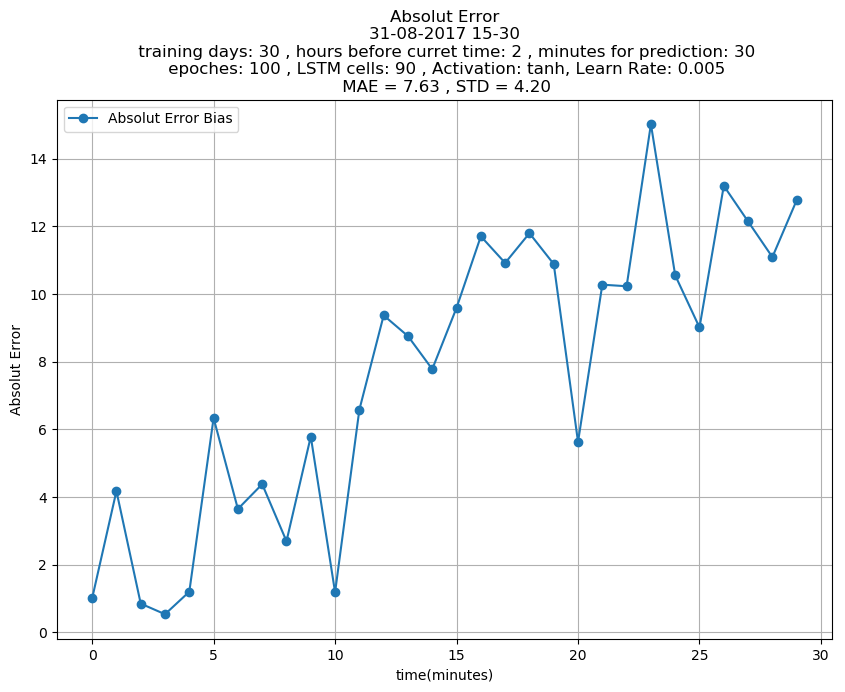 Absolut Error
31-08-2017 15-30
training days: 30 , hours before curret time: 2 , minutes for prediction: 30
epoches: 100 , LSTM cells: 90 , Activation: tanh, Learn Rate: 0.005
MAE = 7.63 , STD = 4.20
Absolut Error Bias
Absolut Error
14
12
10
8
6
4
2
0
0 5 10 15 20 25 30
time(minutes)